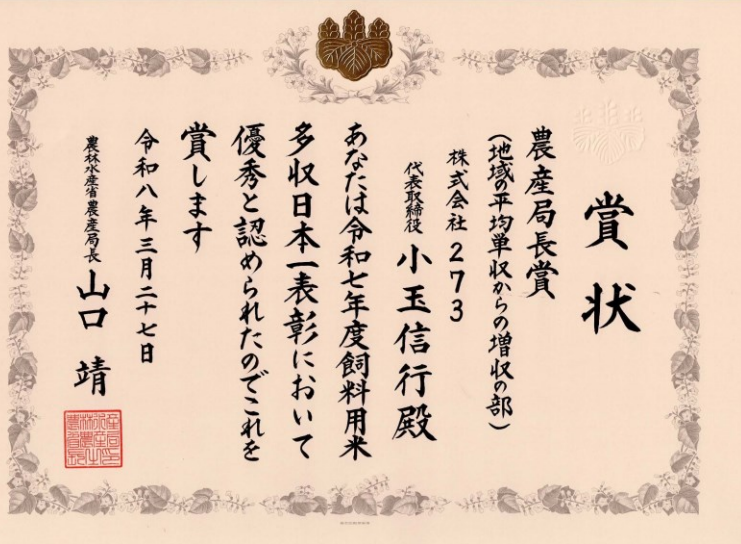 賞状
農産局長賞
(地域の平均単収からの増収の部)
株式会社 273
代表取締役 小玉信行殿
あなたは令和七年度飼料用米
多収日本一表彰において
優秀と認められたのでこれを
賞します
令和八年三月二十七日
農林水産省農産局長 山口 靖